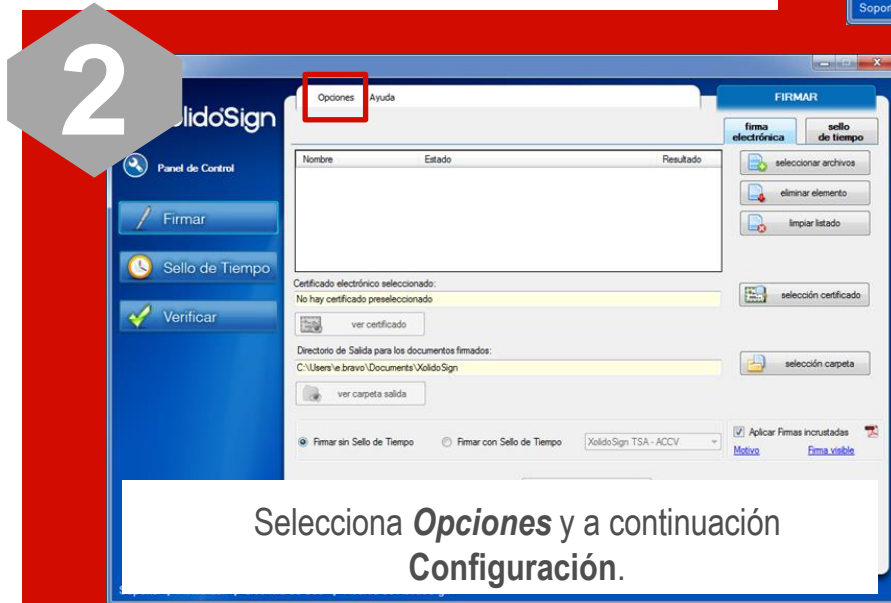 Sopor
2
olidoSign
Opciones Ayuda
FIRMAR
firma electrónica
sello de tiempo
Panel de Control
Firmar
Sello de Tiempo
Verificar
Nombre Estado Resultado
seleccionar archivos
eliminar elemento
limpiar listado
Certificado electrónico seleccionado:
No hay certificado preseleccionado
selección certificado
ver certificado
Directorio de Salida para los documentos firmados:
C:\Users\e.bravo\Documents\XolidoSign
selección carpeta
ver carpeta salida
Firmar sin Sello de Tiempo Firmar con Sello de Tiempo XolidoSign TSA - ACCV
Aplicar Firmas incrustadas
Motivo Firma visible
Selecciona Opciones y a continuación
Configuración.